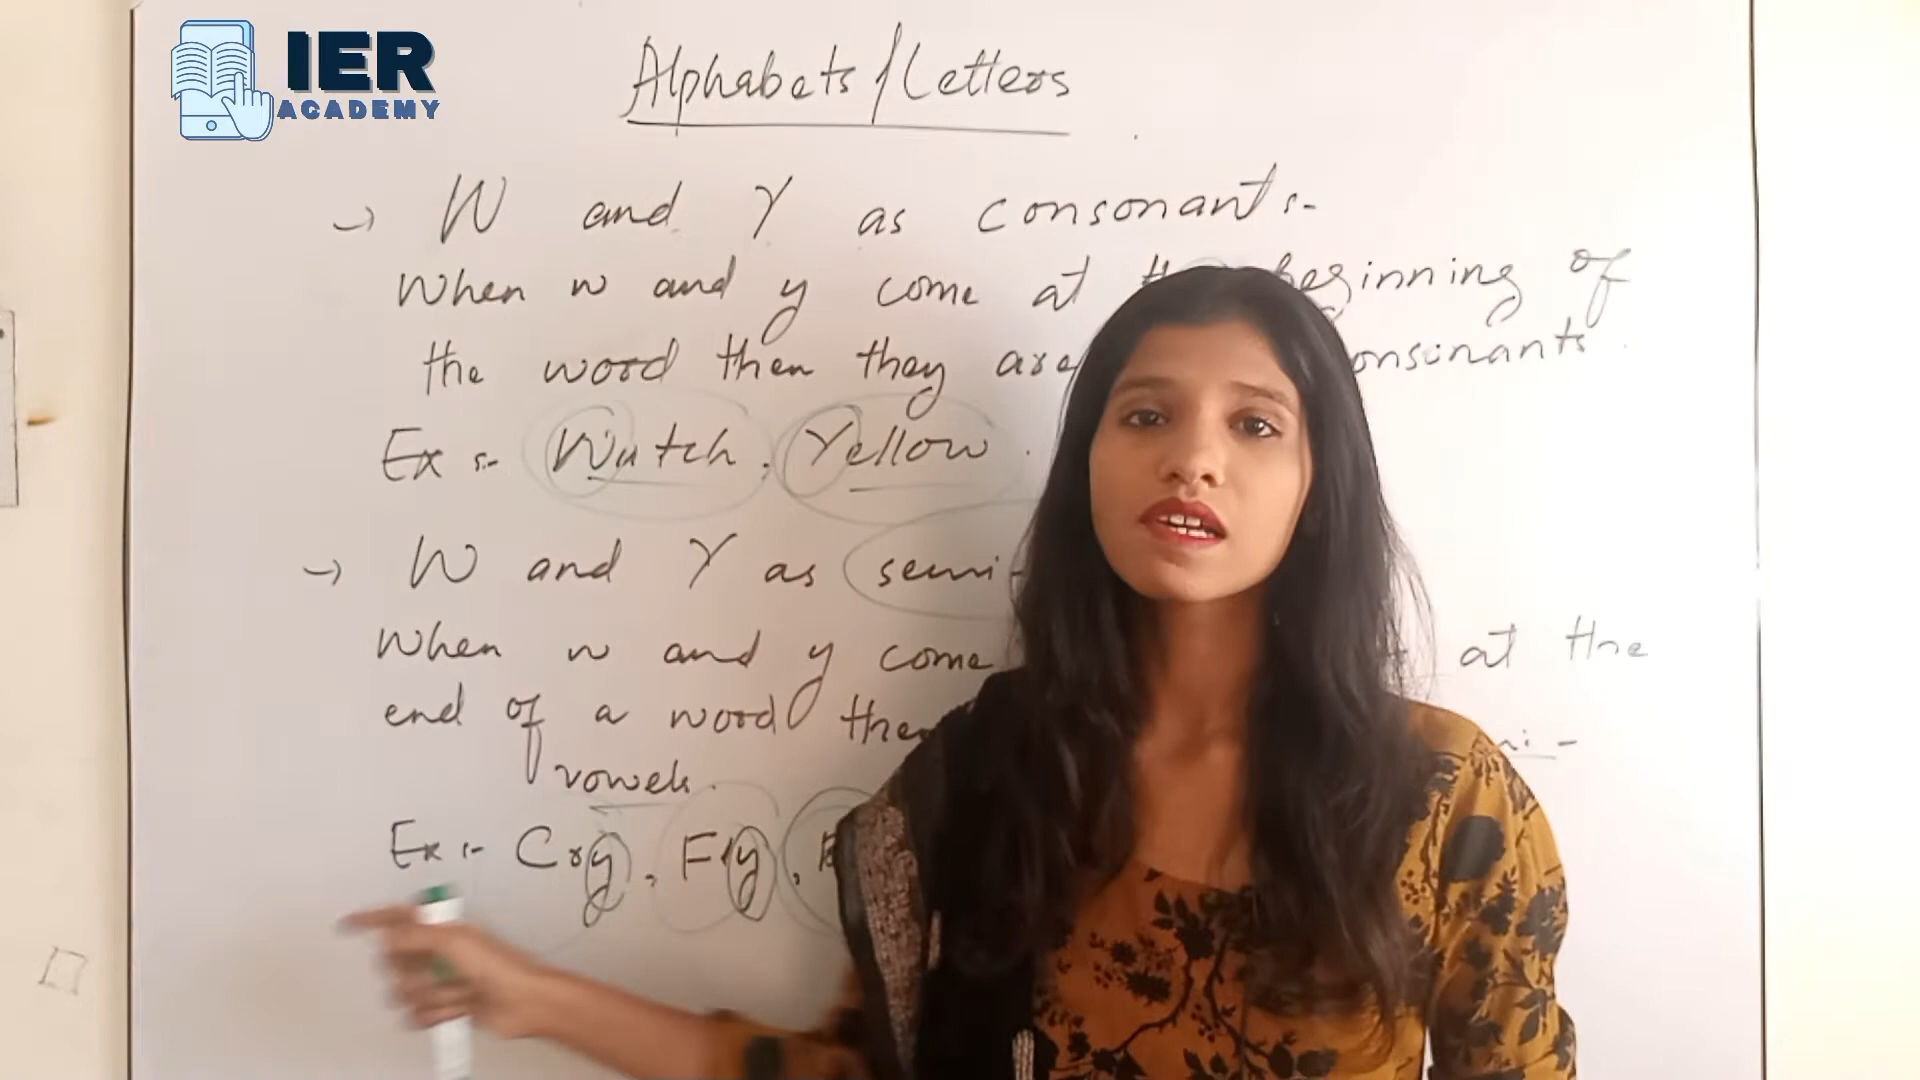 IER
ACADEMY
Alphabets/Letters
→ W and Y as consonants:-
When w and y come at beginning of
the word then they are consonants
Ex :- Watch, Yellow.
→ W and Y as semi-
When w and y come at the
end of a word then
vowels.
Ex :- Cry, Fly,